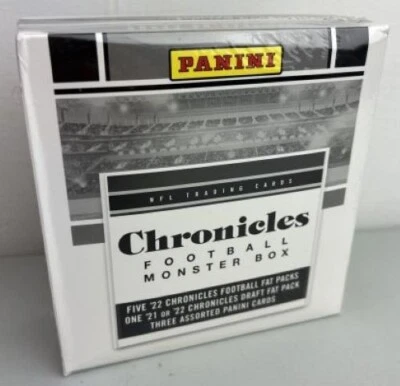 PANINI
NFL TRADING CARDS
Chronicles
FOOTBALL
MONSTER BOX
FIVE '22 CHRONICLES FOOTBALL FAT PACKS
ONE '21 OR '22 CHRONICLES DRAFT FAT PACK
THREE ASSORTED PANINI CARDS